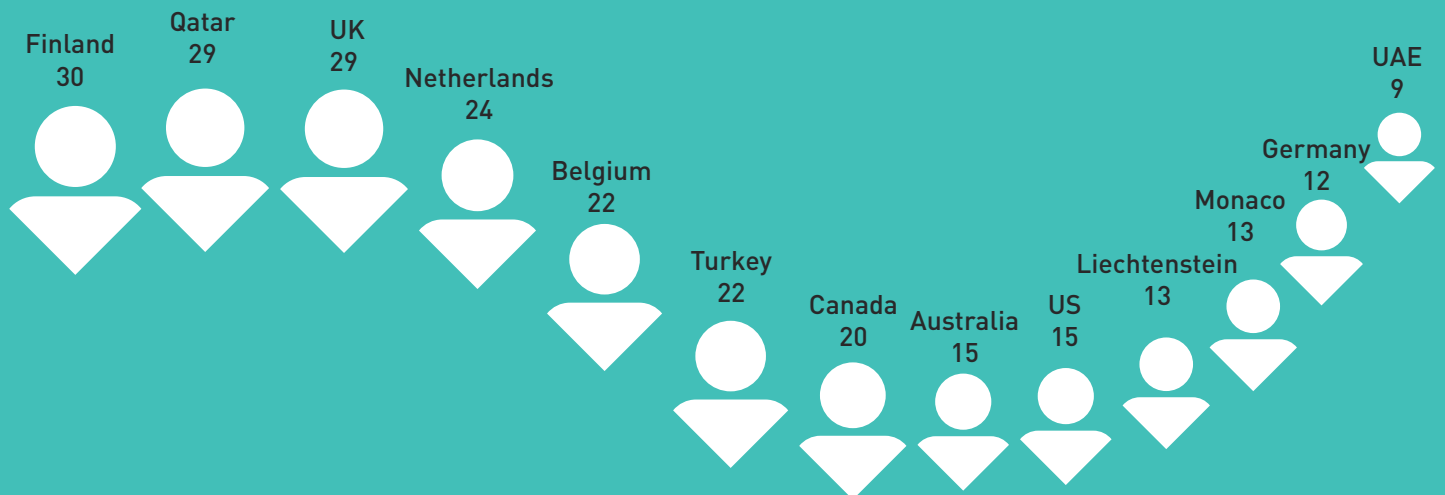 Finland
30
Qatar
29
UK
29
Netherlands
24
Belgium
22
Turkey
22
Canada
20
Australia
15
US
15
Liechtenstein
13
Monaco
13
Germany
12
UAE
9